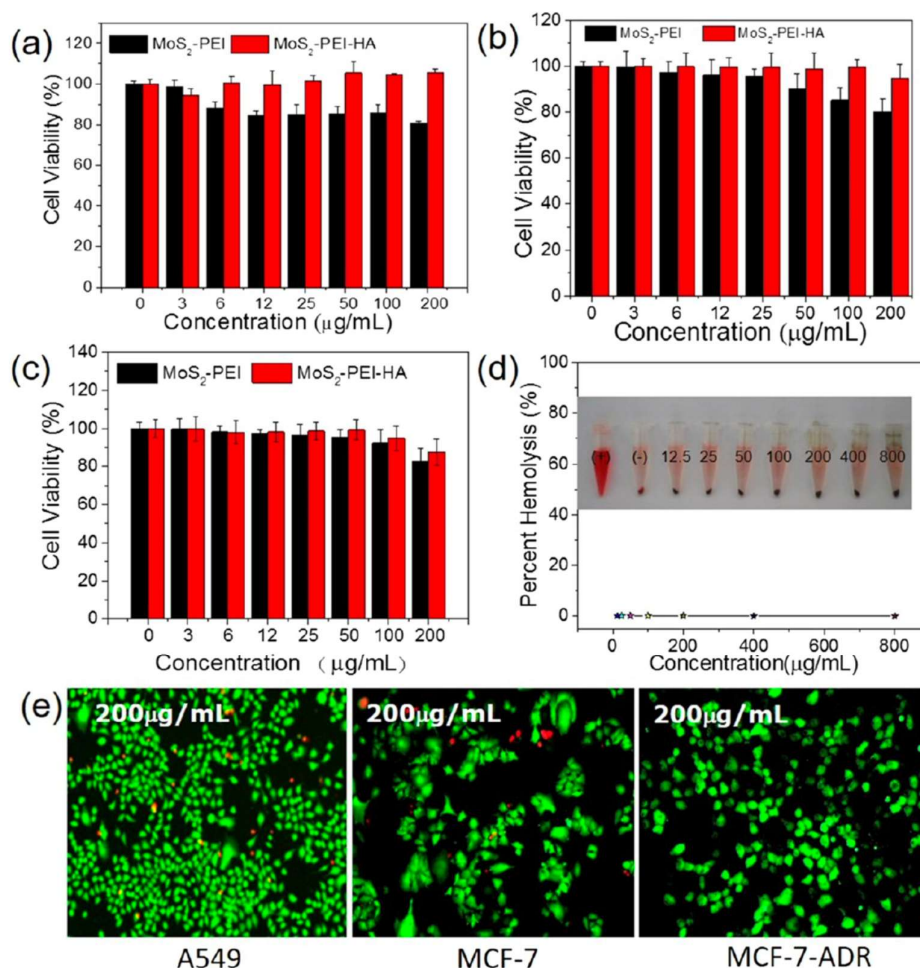 (a)
MoS₂-PEI MoS₂-PEI-HA
120
100
80
60
40
20
0
Cell Viability (%)
0 3 6 12 25 50 100 200
Concentration (μg/mL)
(b)
MoS₂-PEI MoS₂-PEI-HA
120
100
80
60
40
20
0
Cell Viability (%)
0 3 6 12 25 50 100 200
Concentration (μg/mL)
(c)
MoS₂-PEI MoS₂-PEI-HA
140
120
100
80
60
40
20
0
Cell Viability (%)
0 3 6 12 25 50 100 200
Concentration (μg/mL)
(d)
100
80
60
40
20
0
Percent Hemolysis (%)
(+) (-) 12.5 25 50 100 200 400 800
0 200 400 600 800
Concentration(μg/mL)
(e)
200μg/mL 200μg/mL 200μg/mL
A549 MCF-7 MCF-7-ADR